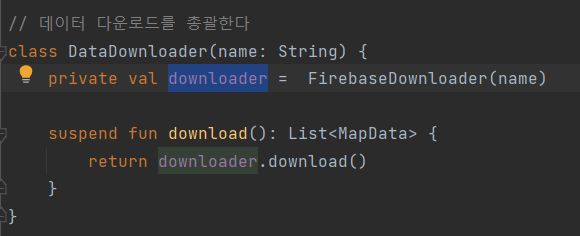 // 데이터 다운로드를 총괄한다
class DataDownloader(name: String) {
    private val downloader =  FirebaseDownloader(name)
    suspend fun download(): List<MapData> {
        return downloader.download()
    }
}